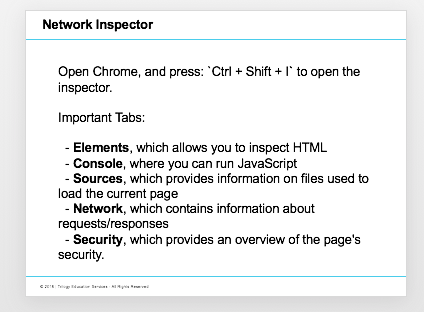 Network Inspector
Open Chrome, and press: `Ctrl + Shift + I` to open the
inspector.
Important Tabs:
- Elements, which allows you to inspect HTML
- Console, where you can run JavaScript
- Sources, which provides information on files used to
load the current page
- Network, which contains information about
requests/responses
- Security, which provides an overview of the page's
security.
Trilogy Education Services - All Rights Reserved